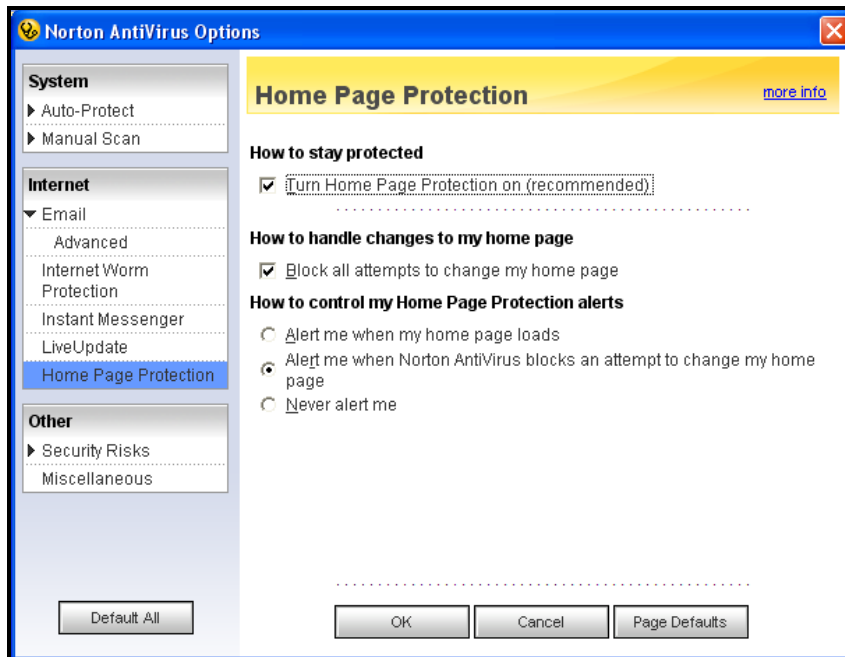 Norton AntiVirus Options
System
Auto-Protect
Manual Scan
Internet
Email
Advanced
Internet Worm
Protection
Instant Messenger
LiveUpdate
Home Page Protection
Other
Security Risks
Miscellaneous
Default All
Home Page Protection
more info
How to stay protected
Turn Home Page Protection on (recommended)
How to handle changes to my home page
Block all attempts to change my home page
How to control my Home Page Protection alerts
Alert me when my home page loads
Alert me when Norton AntiVirus blocks an attempt to change my home
page
Never alert me
OK
Cancel
Page Defaults